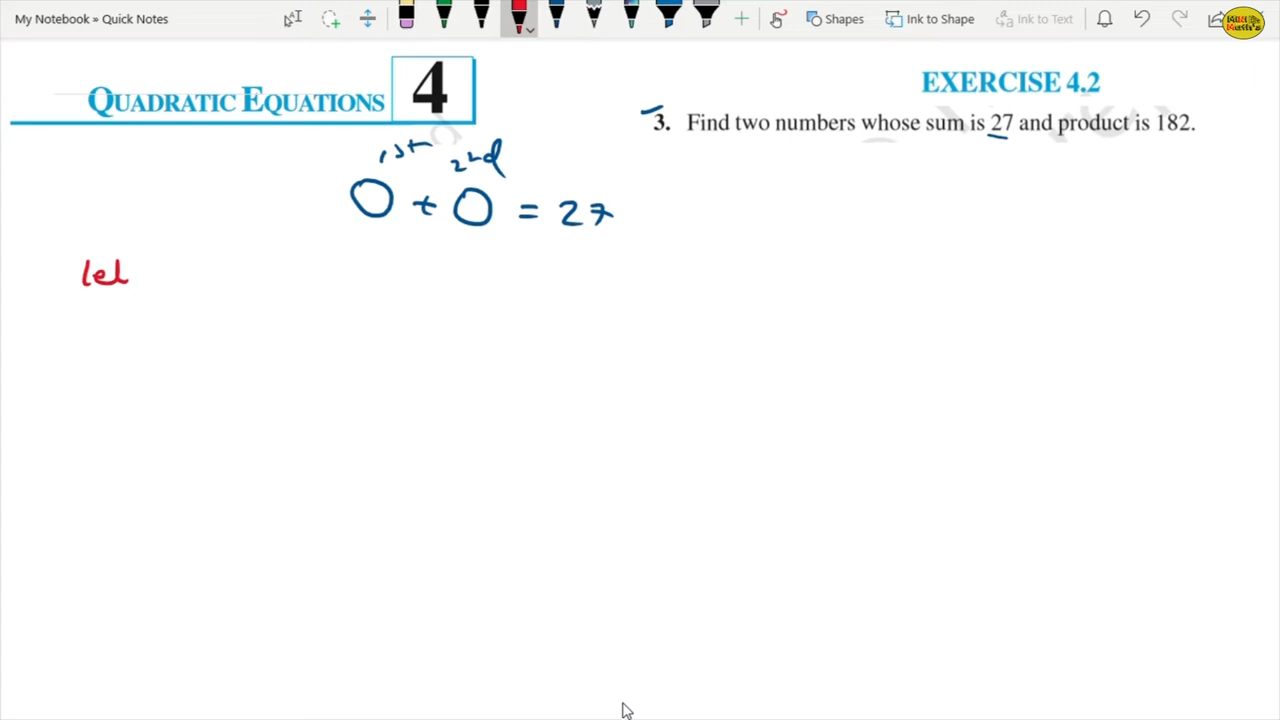 My Notebook » Quick Notes
Shapes
Ink to Shape
Ink to Text
QUADRATIC EQUATIONS 4
EXERCISE 4.2
3. Find two numbers whose sum is 27 and product is 182.
1st 2nd
O + O = 27
let